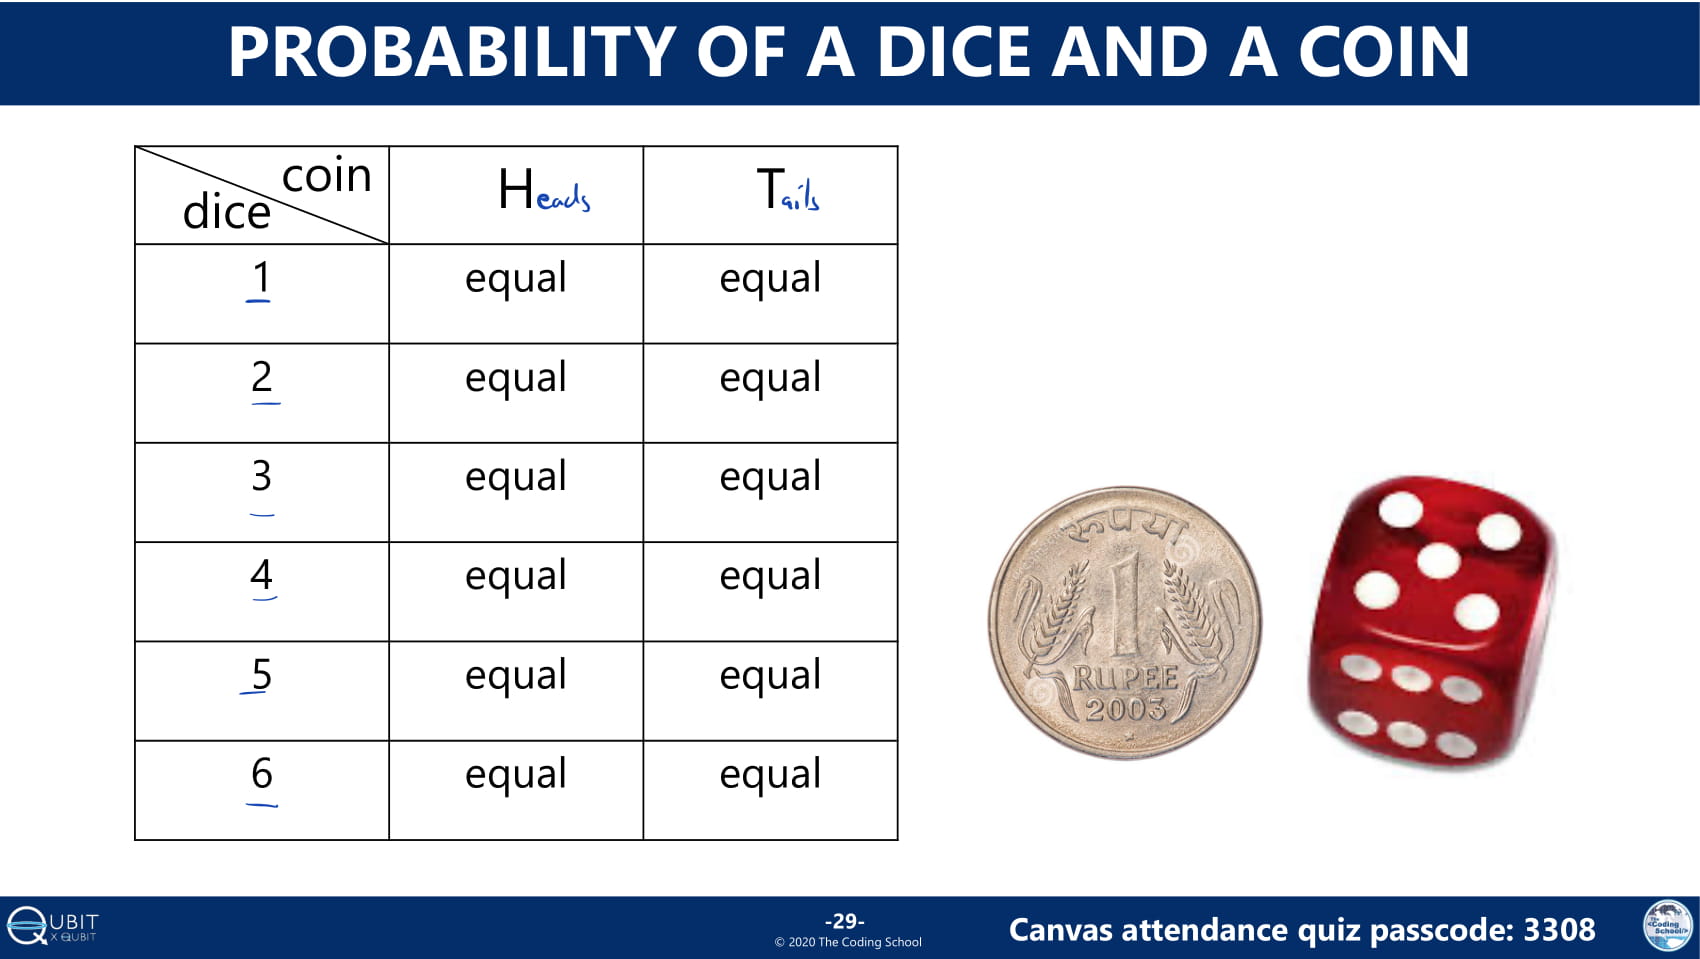 PROBABILITY OF A DICE AND A COIN
coin
dice
Heads
Tails
1 equal equal
2 equal equal
3 equal equal
4 equal equal
5 equal equal
6 equal equal
रूपया
1
RUPEE
2003
QUBIT
X QUBIT
-29-
© 2020 The Coding School
Canvas attendance quiz passcode: 3308
The
<Coding
School/>